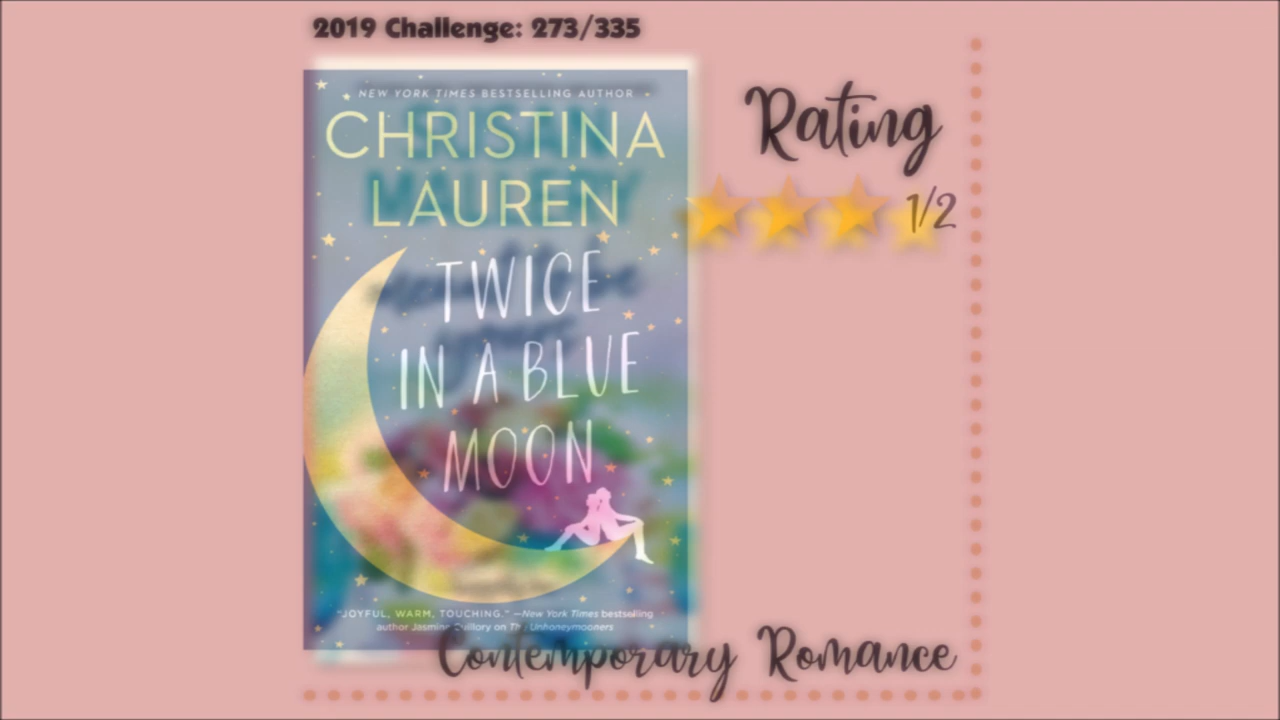 2019 Challenge: 273/335
NEW YORK TIMES BESTSELLING AUTHOR
CHRISTINA
LAUREN
TWICE
IN A BLUE
MOON
"JOYFUL, WARM, TOUCHING." —New York Times bestselling
author Jasmine Guillory on The Unhoneymooners
Rating
1/2
Contemporary Romance